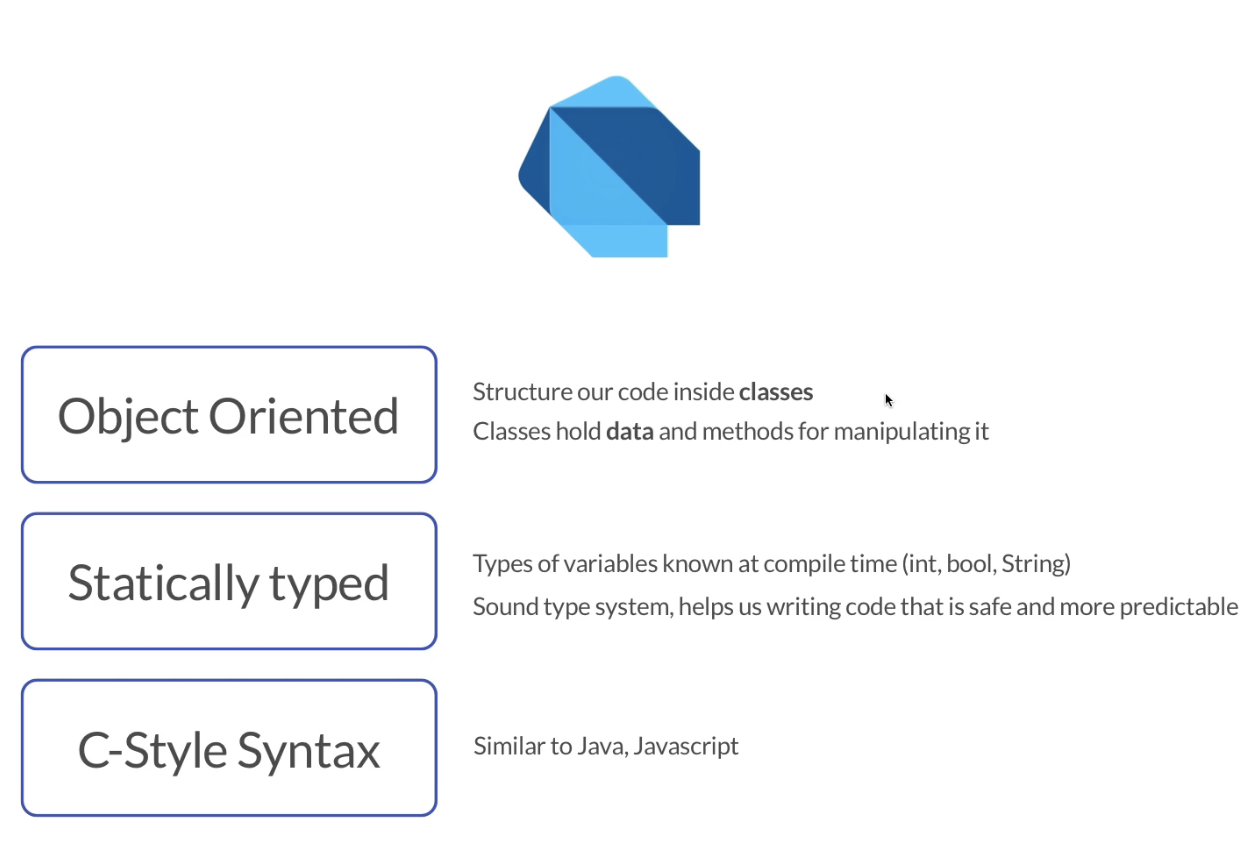 Object Oriented
Structure our code inside classes
Classes hold data and methods for manipulating it
Statically typed
Types of variables known at compile time (int, bool, String)
Sound type system, helps us writing code that is safe and more predictable
C-Style Syntax
Similar to Java, Javascript